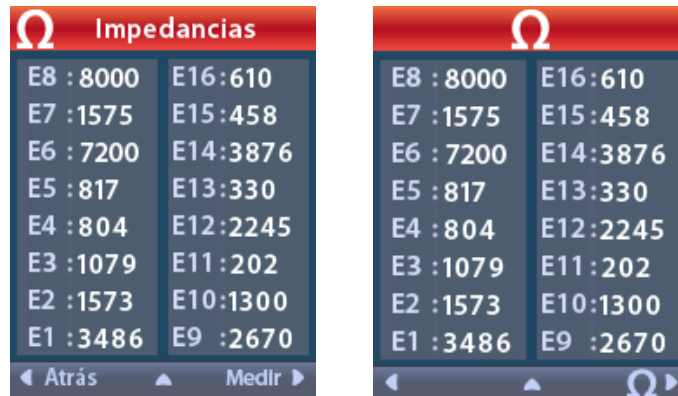 Ω Impedancias
E8 : 8000 E16: 610
E7 : 1575 E15: 458
E6 : 7200 E14: 3876
E5 : 817 E13: 330
E4 : 804 E12: 2245
E3 : 1079 E11: 202
E2 : 1573 E10: 1300
E1 : 3486 E9 : 2670
Atrás Medir
Ω
E8 : 8000 E16: 610
E7 : 1575 E15: 458
E6 : 7200 E14: 3876
E5 : 817 E13: 330
E4 : 804 E12: 2245
E3 : 1079 E11: 202
E2 : 1573 E10: 1300
E1 : 3486 E9 : 2670
Ω